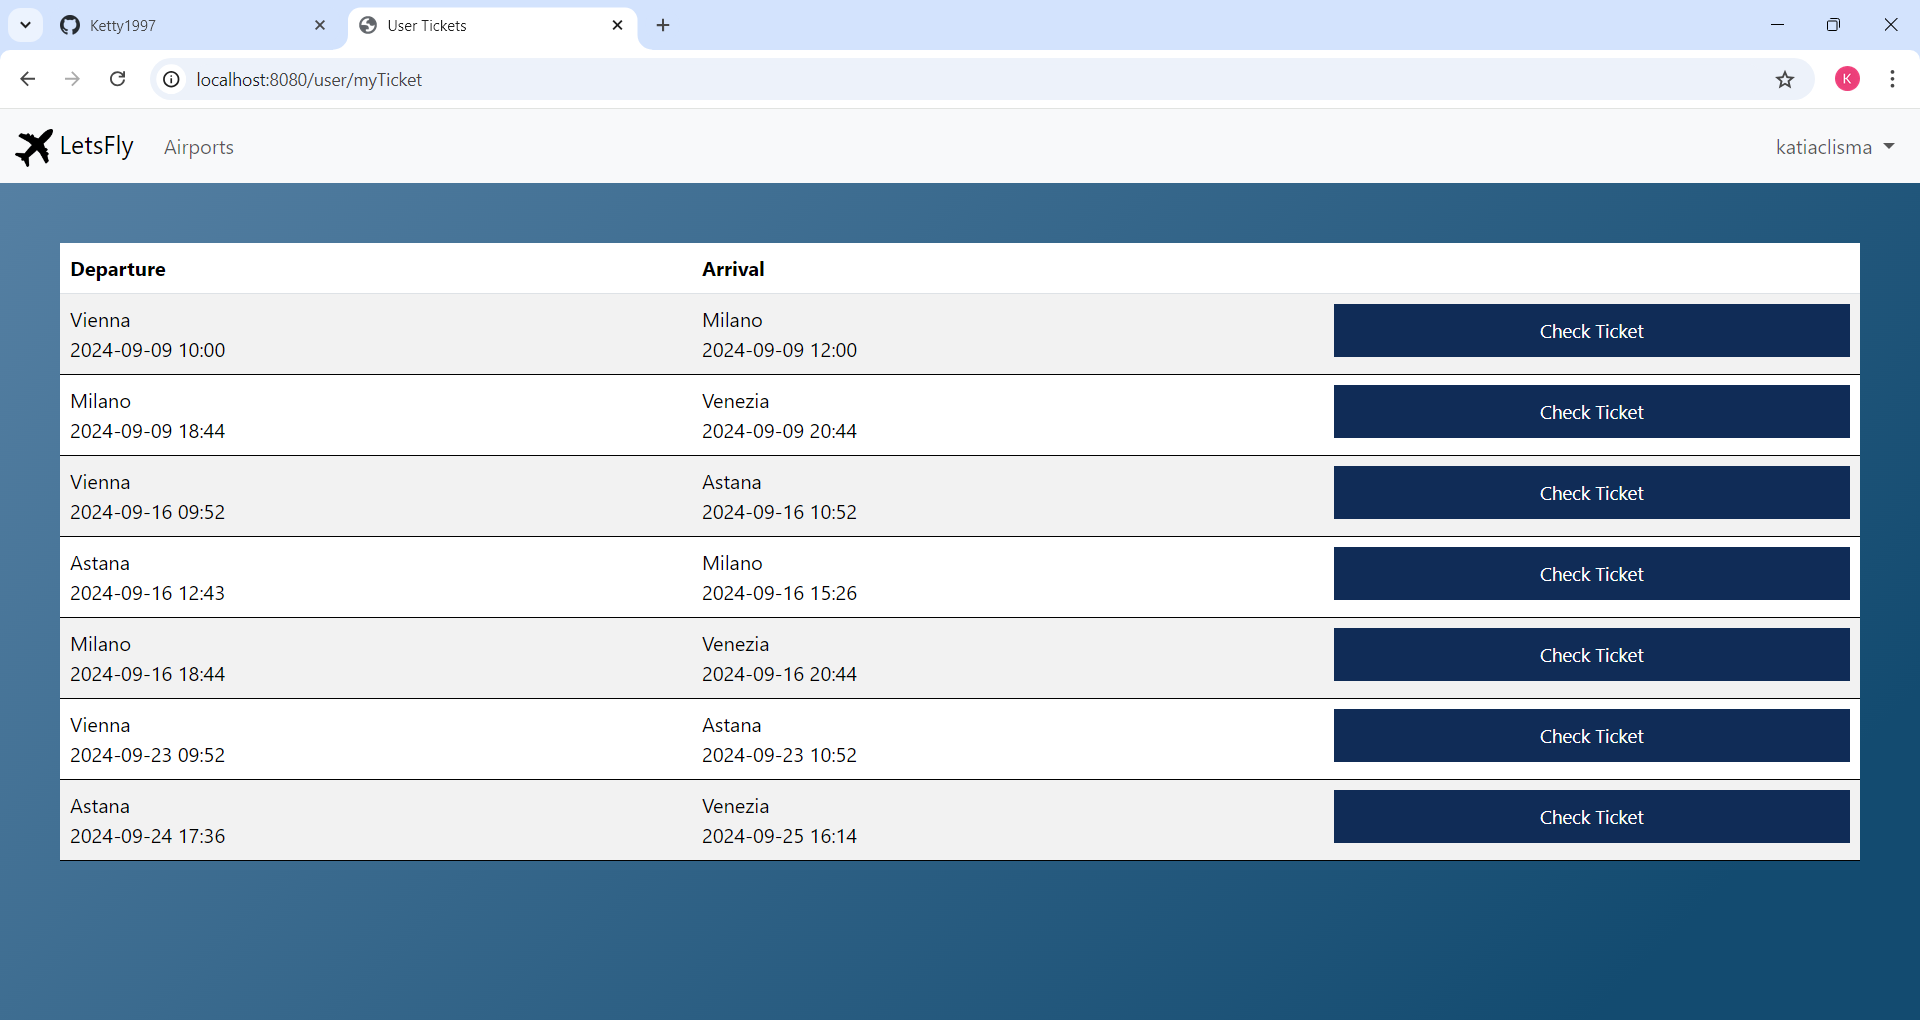 Ketty1997
User Tickets
localhost:8080/user/myTicket
K
LetsFly
Airports
katiaclisma
Departure
Arrival
Vienna
2024-09-09 10:00
Milano
2024-09-09 12:00
Check Ticket
Milano
2024-09-09 18:44
Venezia
2024-09-09 20:44
Check Ticket
Vienna
2024-09-16 09:52
Astana
2024-09-16 10:52
Check Ticket
Astana
2024-09-16 12:43
Milano
2024-09-16 15:26
Check Ticket
Milano
2024-09-16 18:44
Venezia
2024-09-16 20:44
Check Ticket
Vienna
2024-09-23 09:52
Astana
2024-09-23 10:52
Check Ticket
Astana
2024-09-24 17:36
Venezia
2024-09-25 16:14
Check Ticket